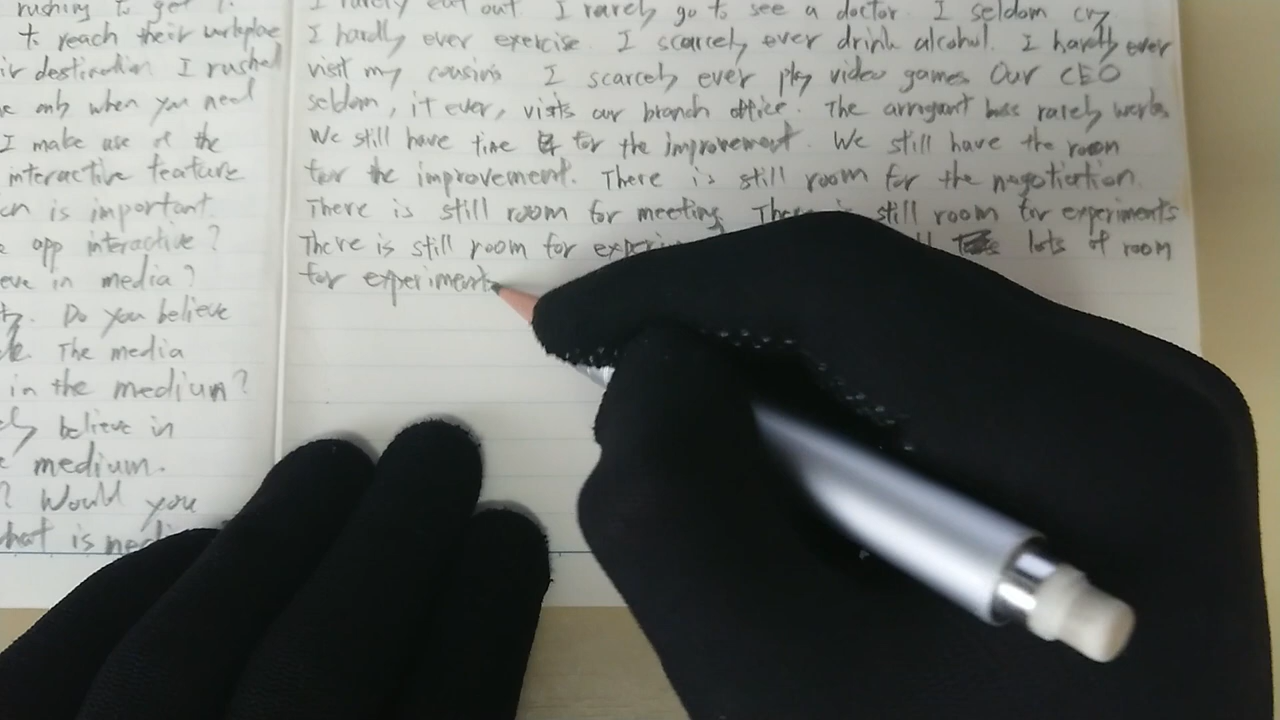 rushing to get
to reach their workplace
ir destination I rushed
only when you need
I make use of the
interactive feature
is important.
app interactive?
eve in media?
Do you believe
The media
in the medium?
believe in
medium.
? Would you
hat is
I rarely eat out. I rarely go to see a doctor. I seldom cry
I hardly ever exercise. I scarcely ever drink alcohol. I hardly ever
visit my cousins. I scarcely ever play video games. Our CEO
seldom, if ever, visits our branch office. The arrogant boss rarely works.
We still have time for the improvement. We still have the room
for the improvement. There is still room for the negotiation.
There is still room for meeting. There still room for experiments
There is still room for lots of room
for experiments